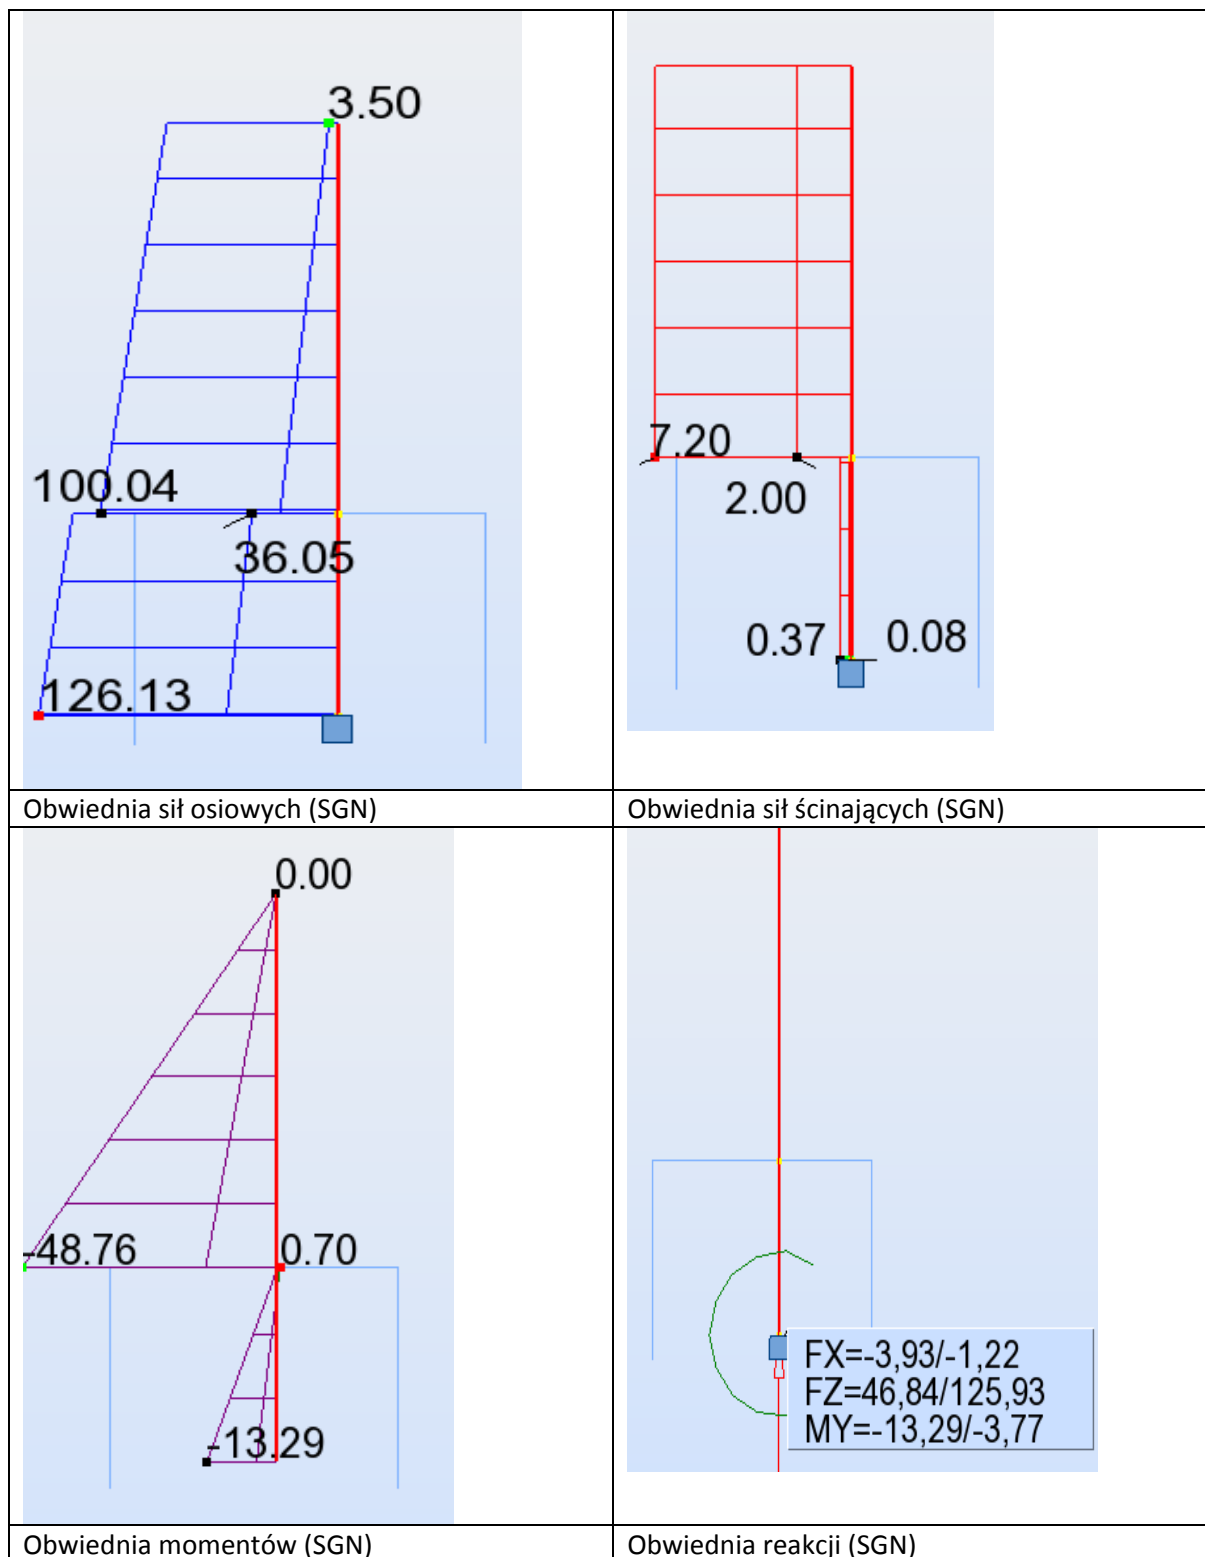 3.50
100.04
36.05
126.13
Obwiednia sił osiowych (SGN)
7.20
2.00
0.37
0.08
Obwiednia sił ścinających (SGN)
0.00
-48.76
0.70
-13.29
Obwiednia momentów (SGN)
FX=-3,93/-1,22
FZ=46,84/125,93
MY=-13,29/-3,77
Obwiednia reakcji (SGN)